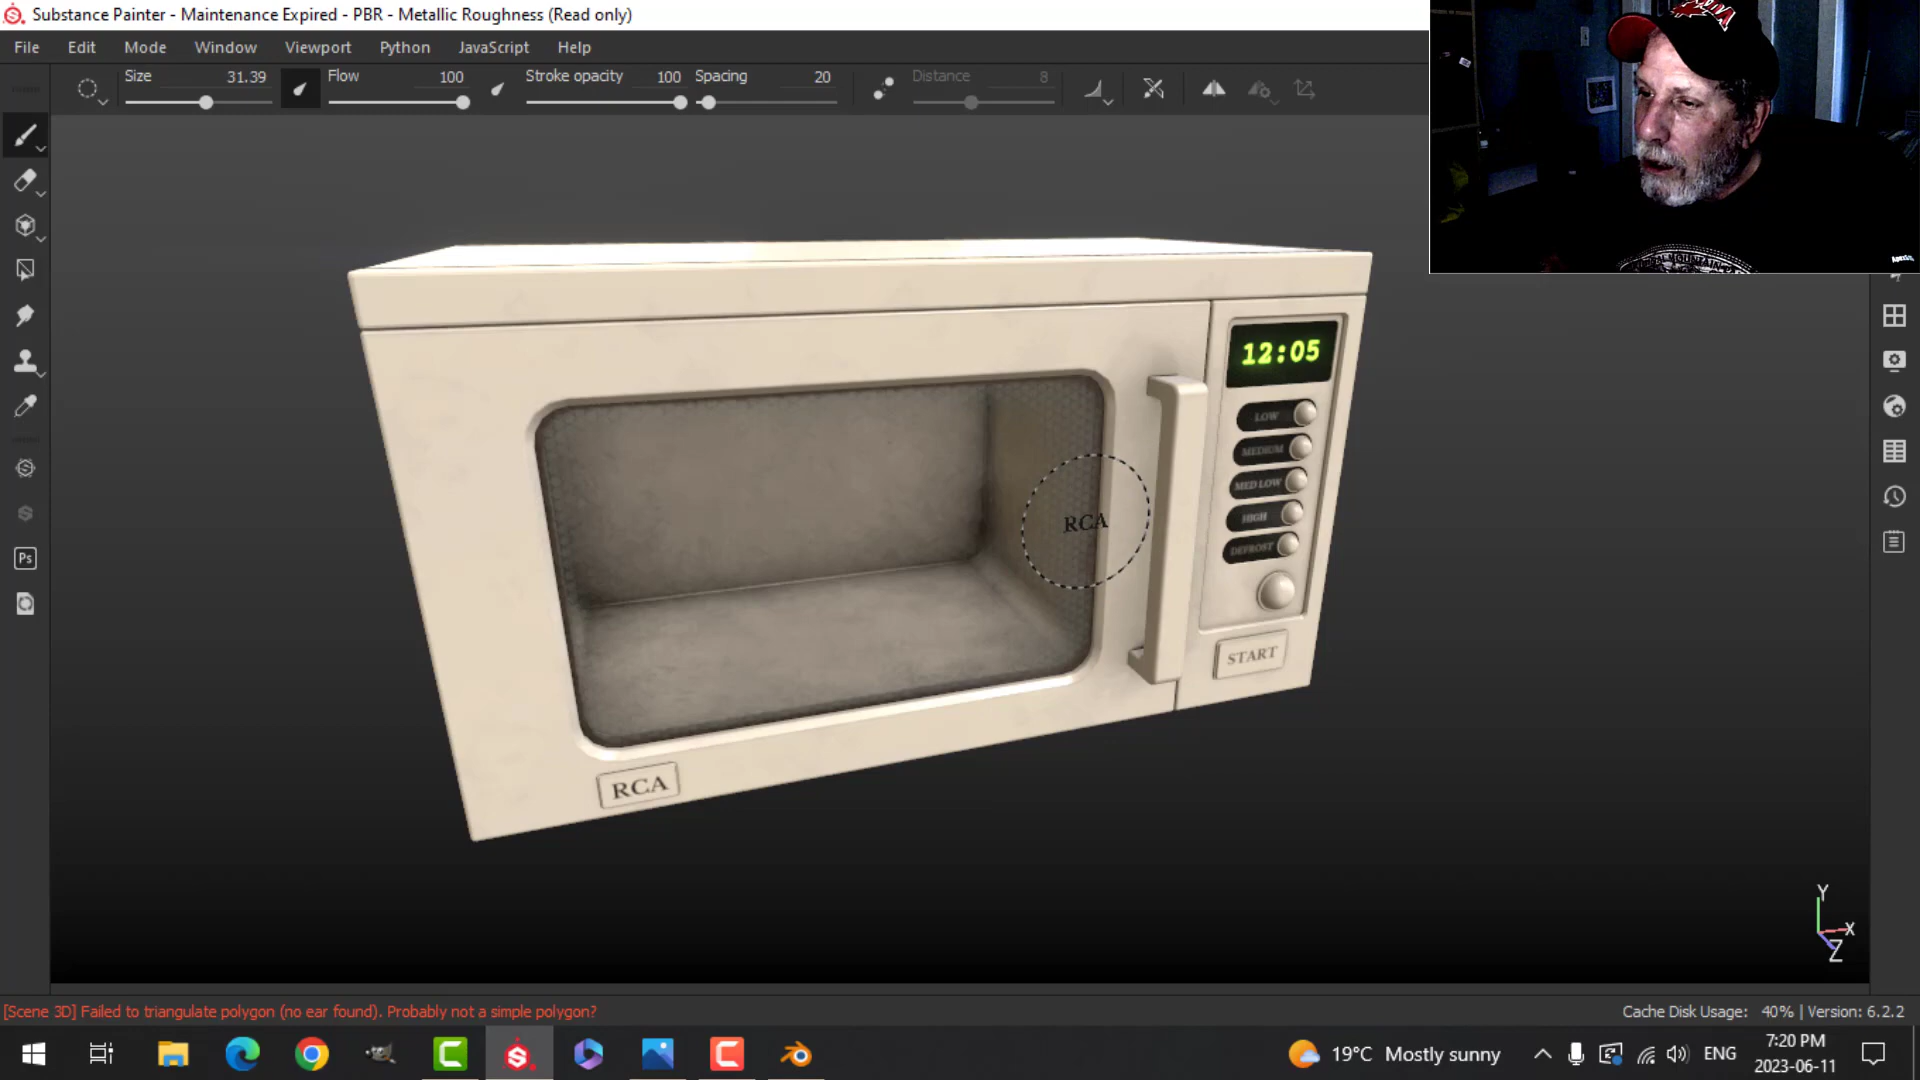 Substance Painter - Maintenance Expired - PBR - Metallic Roughness (Read only)
File Edit Mode Window Viewport Python JavaScript Help
Size 31.39 Flow 100 Stroke opacity 100 Spacing 20 Distance 8
12:05
LOW
MEDIUM
MED LOW
HIGH
DEFROST
RCA
START
RCA
Ps
Y
X
Z
[Scene 3D] Failed to triangulate polygon (no ear found). Probably not a simple polygon?
Cache Disk Usage: 40% | Version: 6.2.2
19°C Mostly sunny
ENG
7:20 PM
2023-06-11